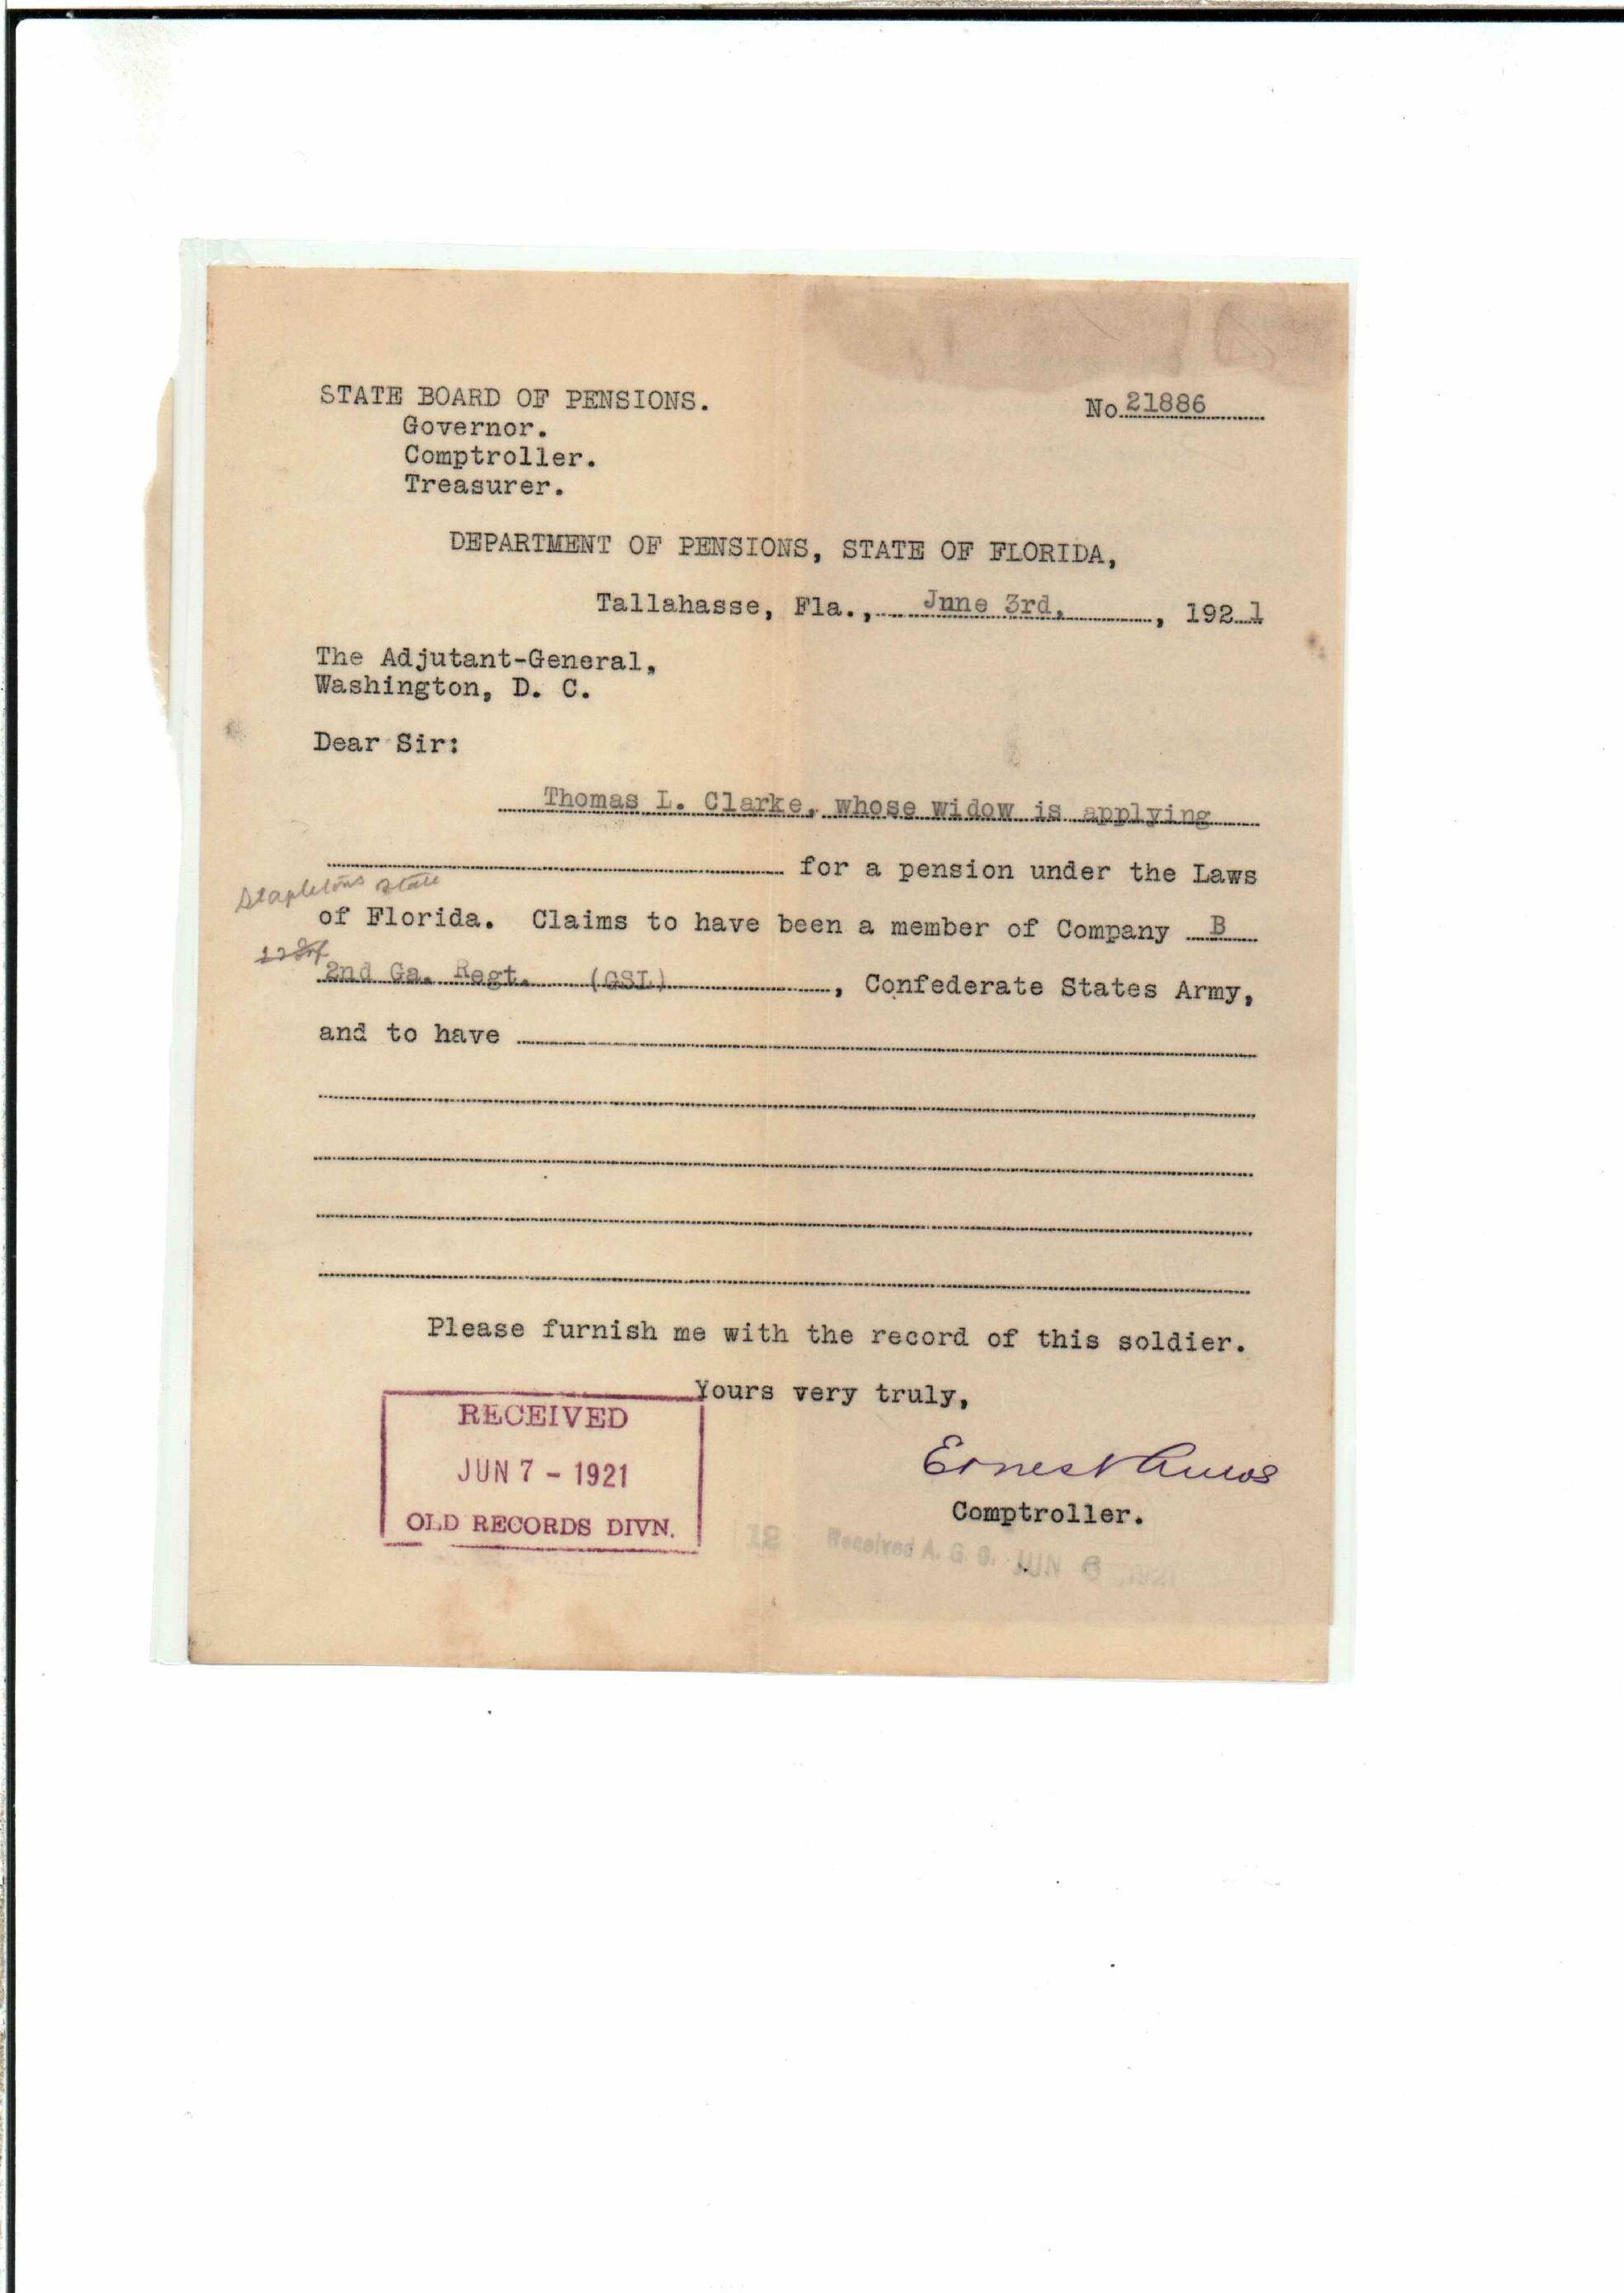 STATE BOARD OF PENSIONS.
No. 21886
Governor.
Comptroller.
Treasurer.
DEPARTMENT OF PENSIONS, STATE OF FLORIDA,
Tallahasse, Fla., Jnne 3rd, , 192 1
The Adjutant-General,
Washington, D. C.
Dear Sir:
Thomas L. Clarke, whose widow is applying
for a pension under the Laws
Stapletons State
of Florida. Claims to have been a member of Company B
2nd Ga. Regt. (GSL) , Confederate States Army,
and to have
Please furnish me with the record of this soldier.
Yours very truly,
RECEIVED
JUN 7 - 1921
OLD RECORDS DIVN.
Ernest Amos
Comptroller.
12 Received A. G. O. JUN 6 1921